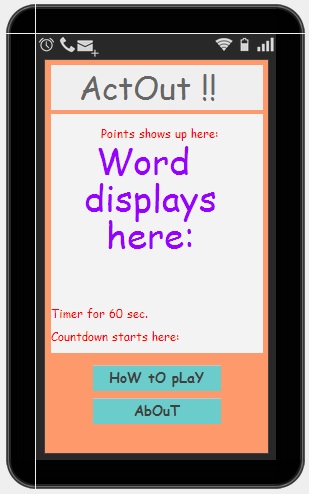 ActOut !!
Points shows up here:
Word
displays
here:
Timer for 60 sec.
Countdown starts here:
HoW tO pLaY
AbOuT